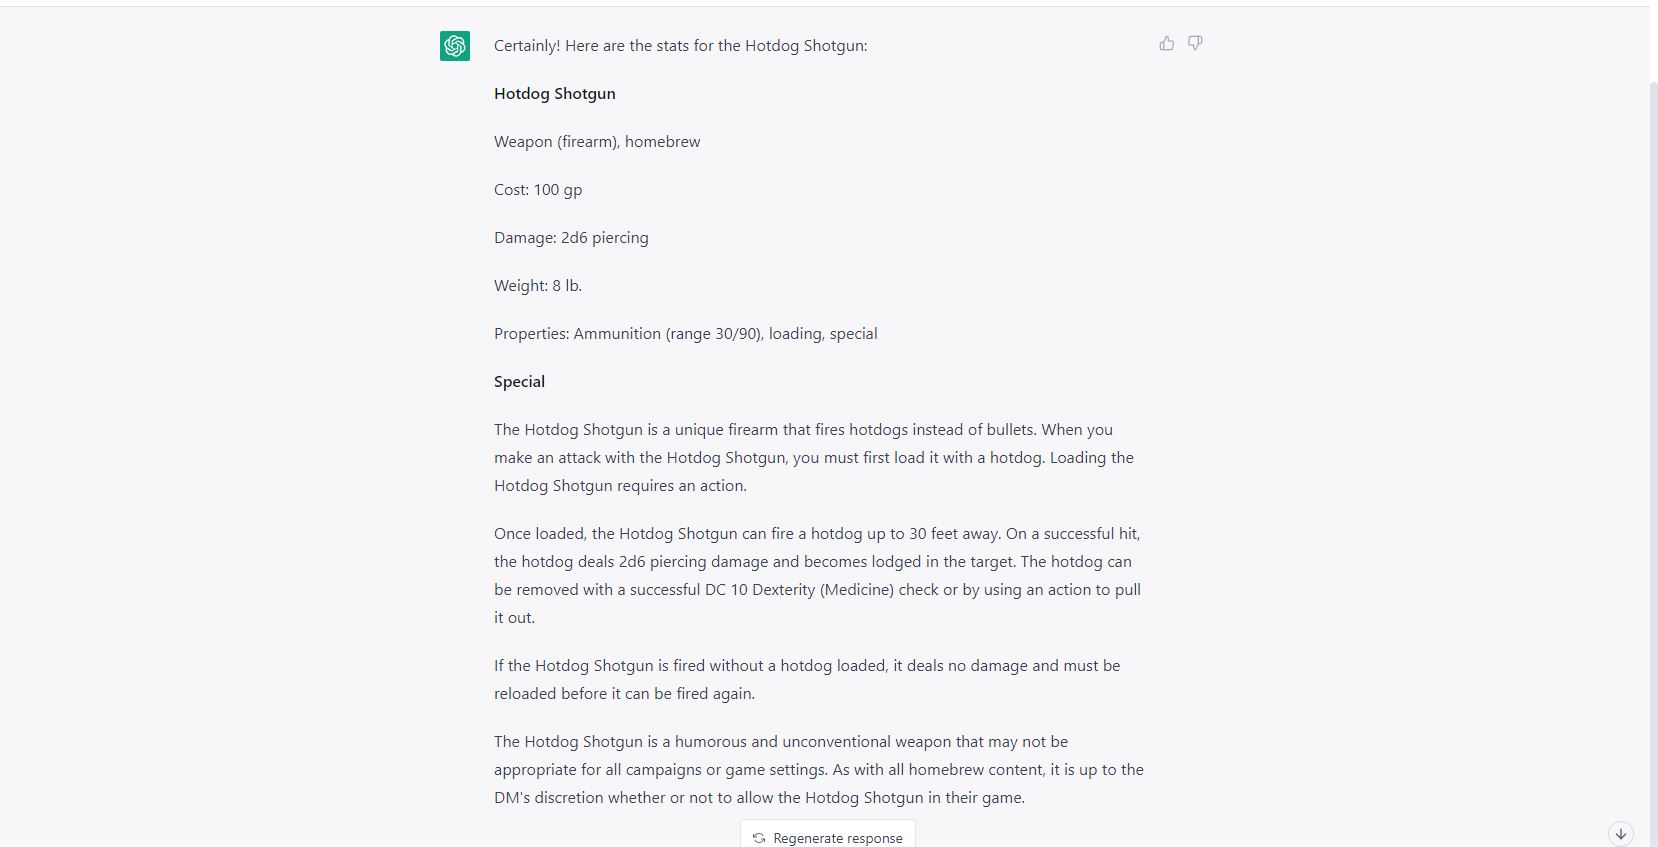 Certainly! Here are the stats for the Hotdog Shotgun:
Hotdog Shotgun
Weapon (firearm), homebrew
Cost: 100 gp
Damage: 2d6 piercing
Weight: 8 lb.
Properties: Ammunition (range 30/90), loading, special
Special
The Hotdog Shotgun is a unique firearm that fires hotdogs instead of bullets. When you
make an attack with the Hotdog Shotgun, you must first load it with a hotdog. Loading the
Hotdog Shotgun requires an action.
Once loaded, the Hotdog Shotgun can fire a hotdog up to 30 feet away. On a successful hit,
the hotdog deals 2d6 piercing damage and becomes lodged in the target. The hotdog can
be removed with a successful DC 10 Dexterity (Medicine) check or by using an action to pull
it out.
If the Hotdog Shotgun is fired without a hotdog loaded, it deals no damage and must be
reloaded before it can be fired again.
The Hotdog Shotgun is a humorous and unconventional weapon that may not be
appropriate for all campaigns or game settings. As with all homebrew content, it is up to the
DM's discretion whether or not to allow the Hotdog Shotgun in their game.
Regenerate response